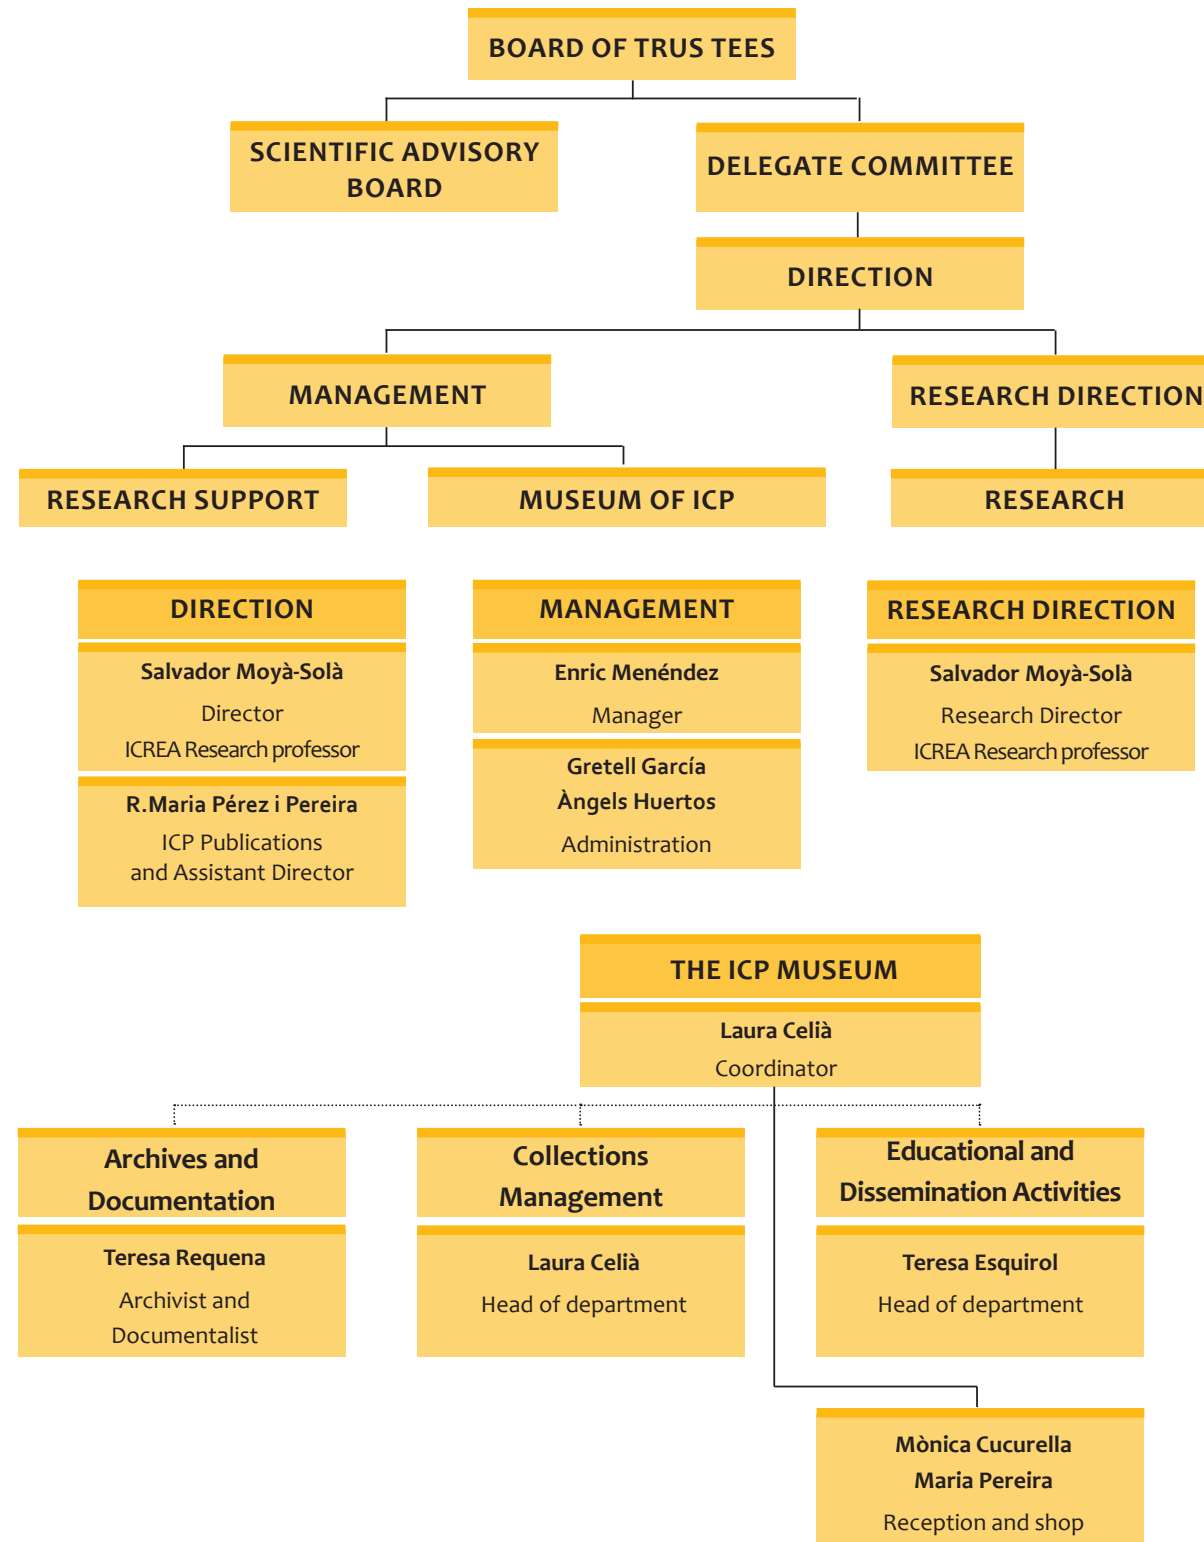 BOARD OF TRUS TEES
SCIENTIFIC ADVISORY
BOARD
DELEGATE COMMITTEE
DIRECTION
MANAGEMENT
RESEARCH DIRECTION
RESEARCH SUPPORT
MUSEUM OF ICP
RESEARCH
DIRECTION
Salvador Moyà-Solà
Director
ICREA Research professor
R.Maria Pérez i Pereira
ICP Publications
and Assistant Director
MANAGEMENT
Enric Menéndez
Manager
Gretell García
Àngels Huertos
Administration
RESEARCH DIRECTION
Salvador Moyà-Solà
Research Director
ICREA Research professor
THE ICP MUSEUM
Laura Celià
Coordinator
Archives and
Documentation
Teresa Requena
Archivist and
Documentalist
Collections
Management
Laura Celià
Head of department
Educational and
Dissemination Activities
Teresa Esquirol
Head of department
Mònica Cucurella
Maria Pereira
Reception and shop